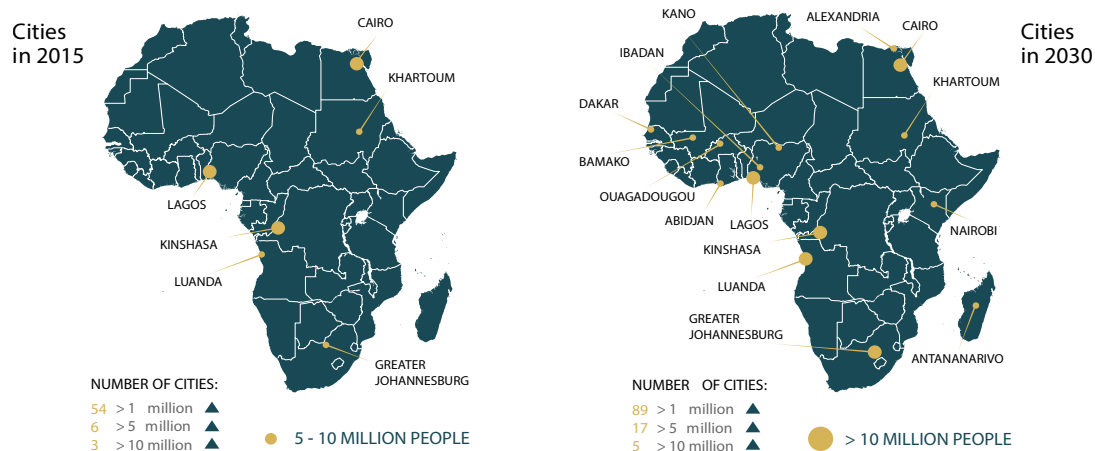 Cities
in 2015
CAIRO
KHARTOUM
LAGOS
KINSHASA
LUANDA
GREATER
JOHANNESBURG
NUMBER OF CITIES:
54 > 1 million
6 > 5 million
3 > 10 million
5 - 10 MILLION PEOPLE
Cities
in 2030
KANO
ALEXANDRIA
CAIRO
IBADAN
KHARTOUM
DAKAR
BAMAKO
OUAGADOUGOU
ABIDJAN
LAGOS
NAIROBI
KINSHASA
LUANDA
GREATER
JOHANNESBURG
ANTANANARIVO
NUMBER OF CITIES:
89 > 1 million
17 > 5 million
5 > 10 million
> 10 MILLION PEOPLE